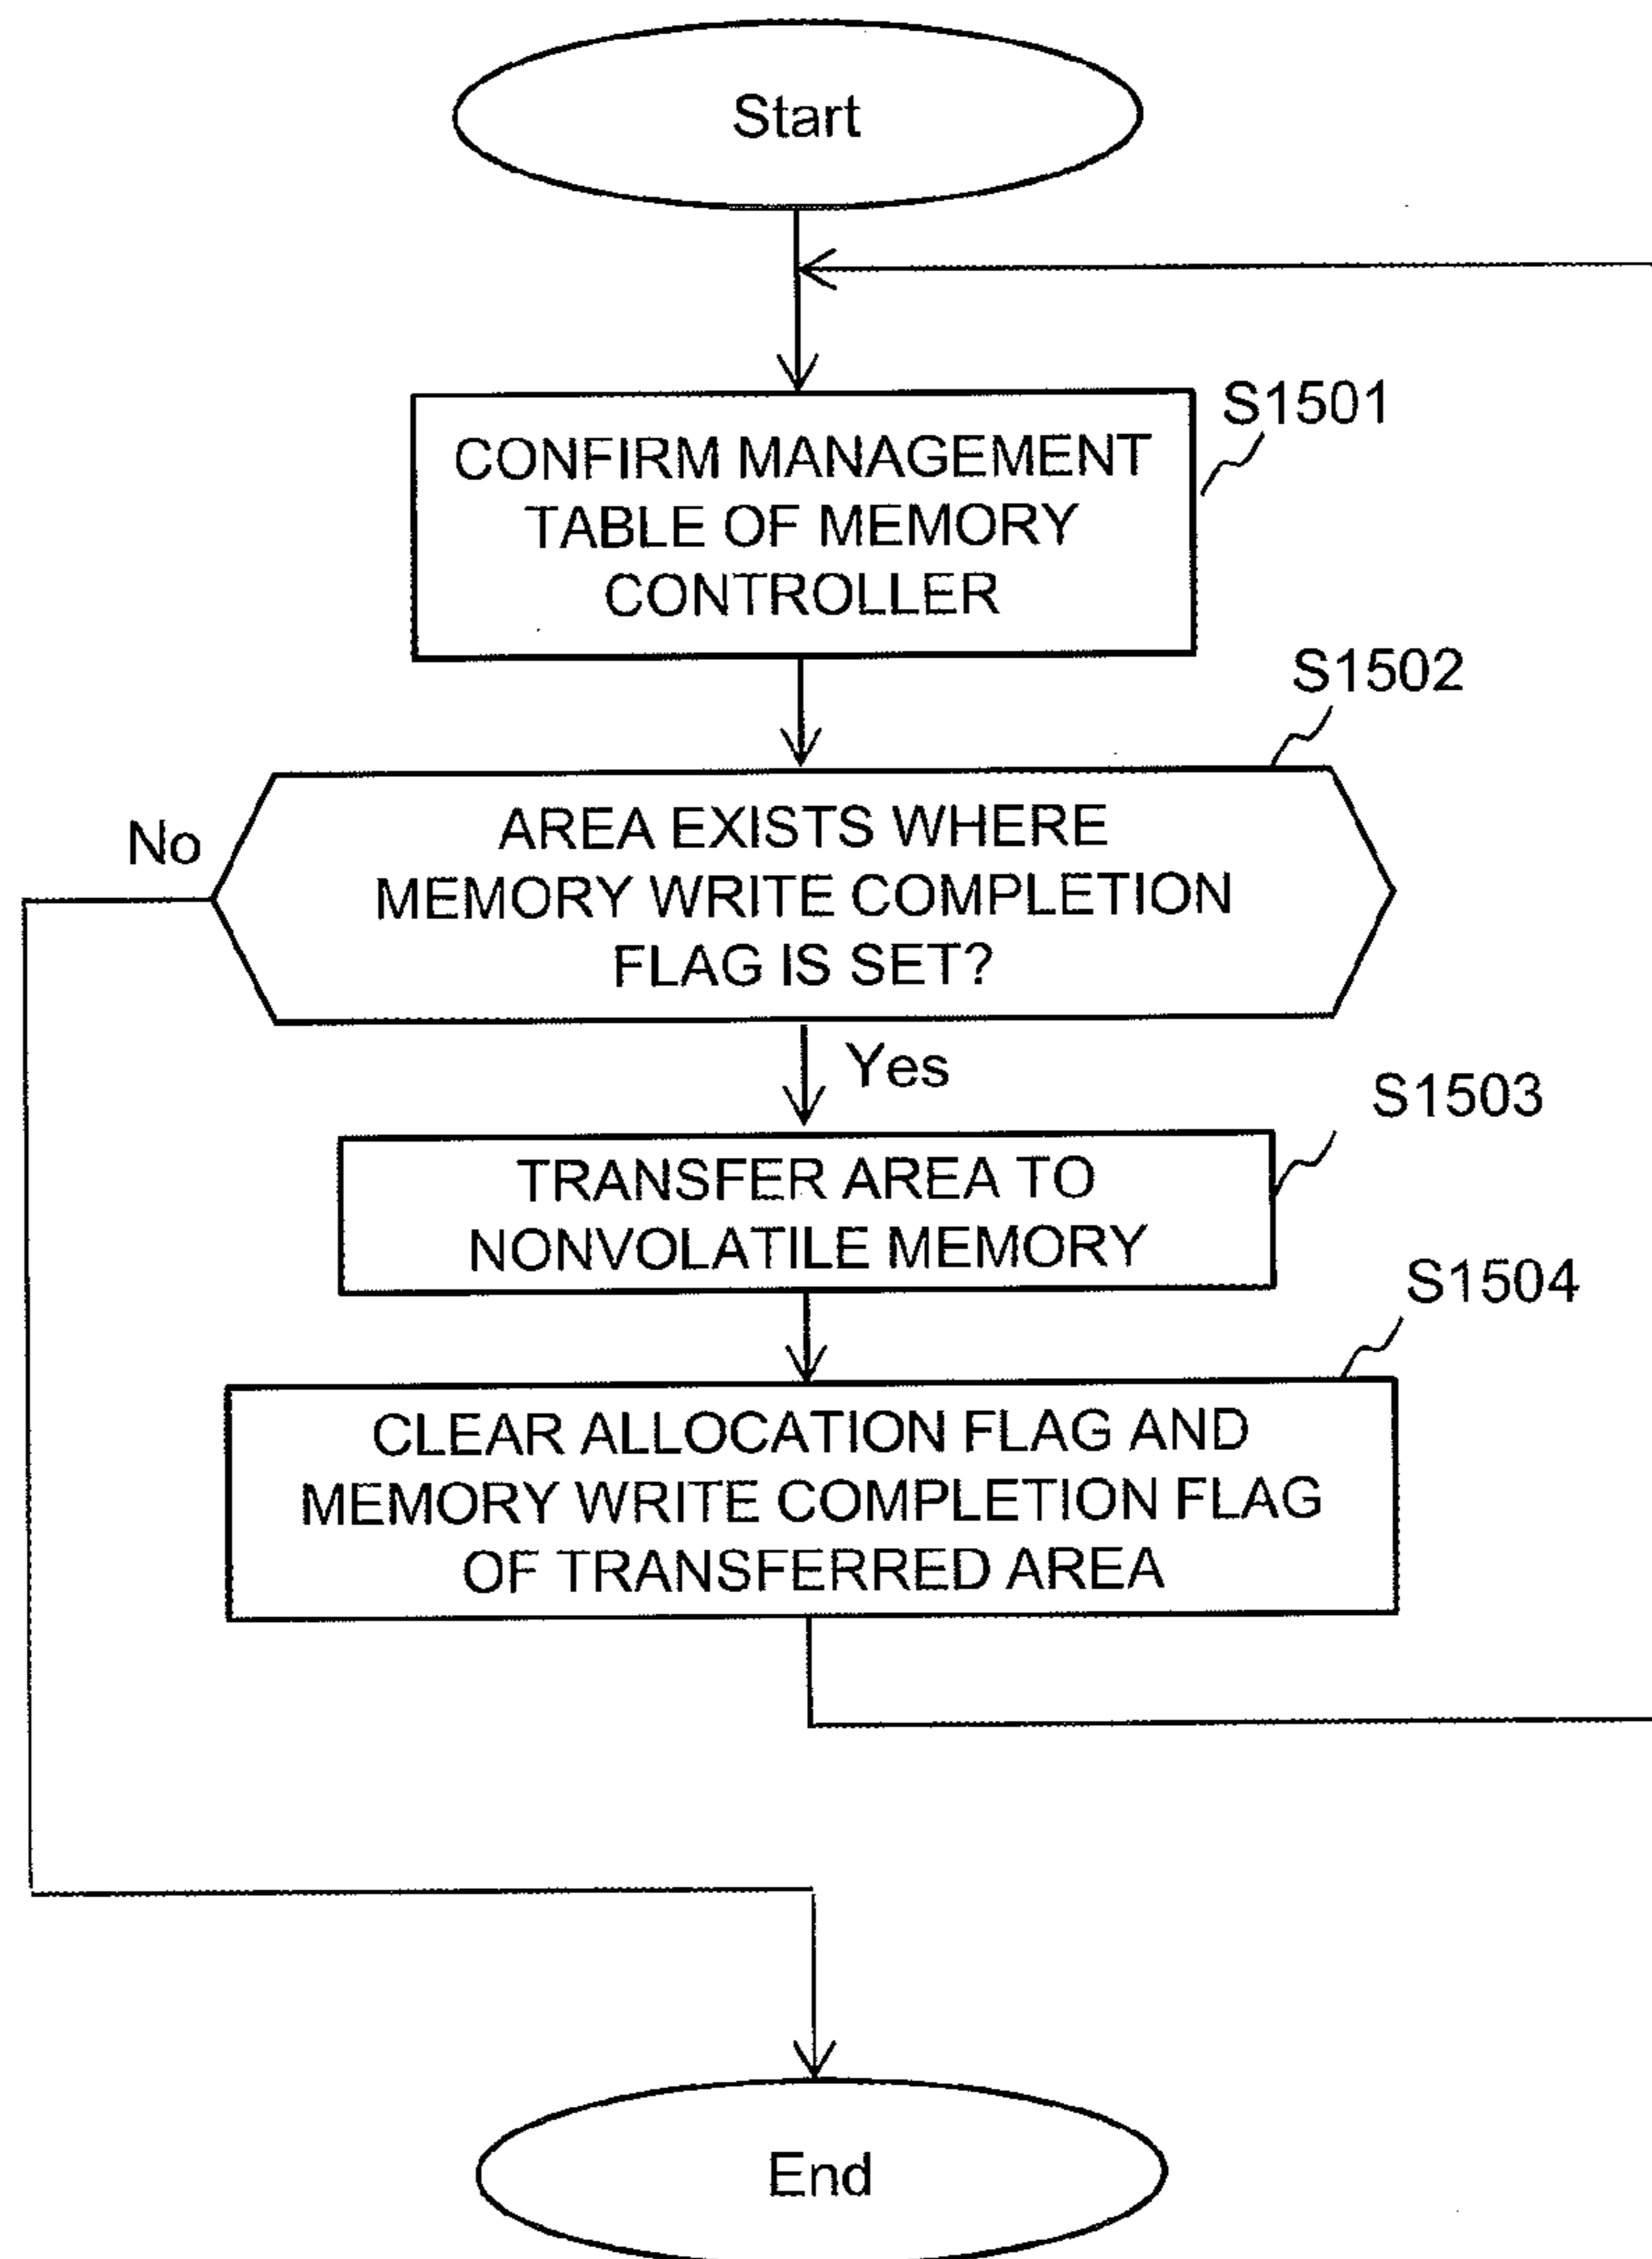 Start
S1501
CONFIRM MANAGEMENT
TABLE OF MEMORY
CONTROLLER
S1502
No
AREA EXISTS WHERE
MEMORY WRITE COMPLETION
FLAG IS SET?
Yes
S1503
TRANSFER AREA TO
NONVOLATILE MEMORY
S1504
CLEAR ALLOCATION FLAG AND
MEMORY WRITE COMPLETION FLAG
OF TRANSFERRED AREA
End